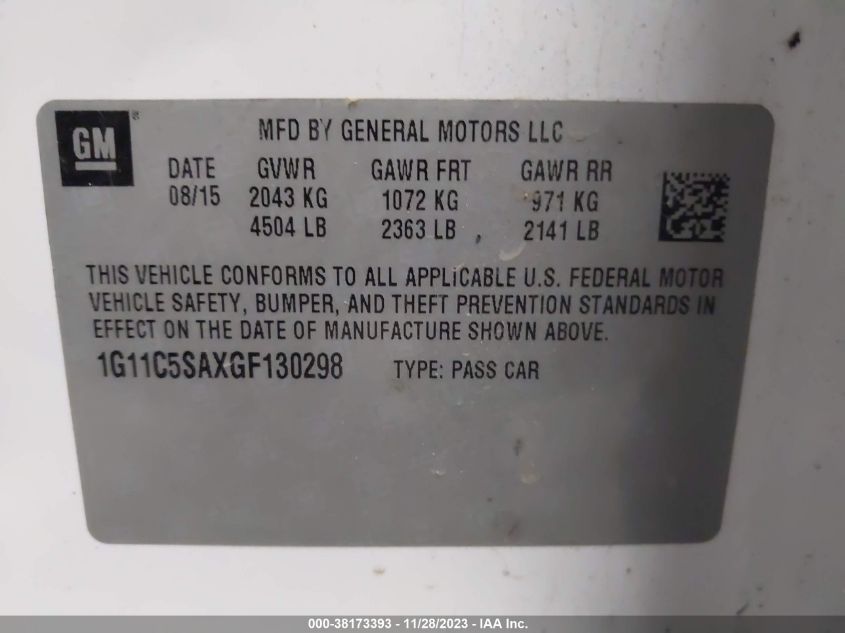 GM
MFD BY GENERAL MOTORS LLC
DATE GVWR GAWR FRT GAWR RR
08/15 2043 KG 1072 KG 971 KG
4504 LB 2363 LB 2141 LB
THIS VEHICLE CONFORMS TO ALL APPLICABLE U.S. FEDERAL MOTOR
VEHICLE SAFETY, BUMPER, AND THEFT PREVENTION STANDARDS IN
EFFECT ON THE DATE OF MANUFACTURE SHOWN ABOVE.
1G11C5SAXGF130298 TYPE: PASS CAR
000-38173393 - 11/28/2023 - IAA Inc.